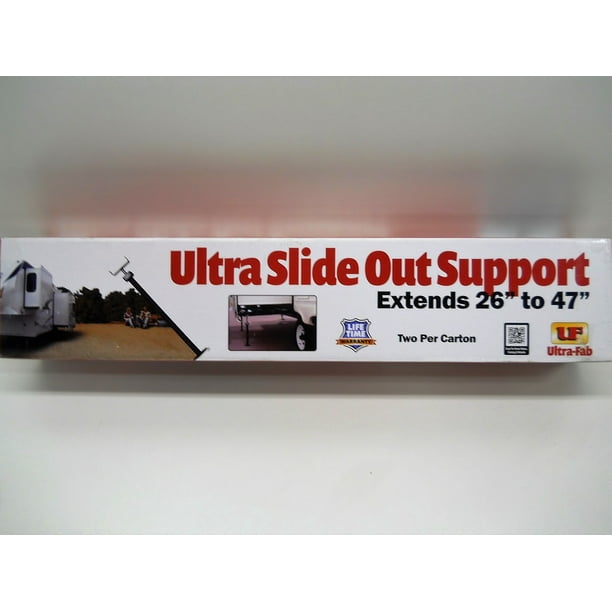 Ultra Slide Out Support
Extends 26" to 47"
LIFE
TIME
WARRANTY
Two Per Carton
UF
Ultra-Fab